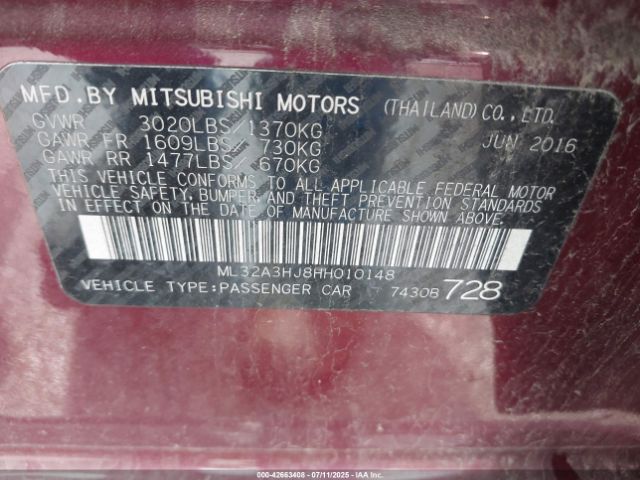 MFD.BY MITSUBISHI MOTORS (THAILAND)CO.,LTD.
GVWR 3020LBS/1370KG JUN 2016
GAWR FR 1609LBS/ 730KG
GAWR RR 1477LBS/ 670KG
THIS VEHICLE CONFORMS TO ALL APPLICABLE FEDERAL MOTOR
VEHICLE SAFETY, BUMPER, AND THEFT PREVENTION STANDARDS
IN EFFECT ON THE DATE OF MANUFACTURE SHOWN ABOVE.
ML32A3HJ8HH010148
VEHICLE TYPE:PASSENGER CAR 7430B 728
000-42663408 - 07/11/2025 - IAA Inc.